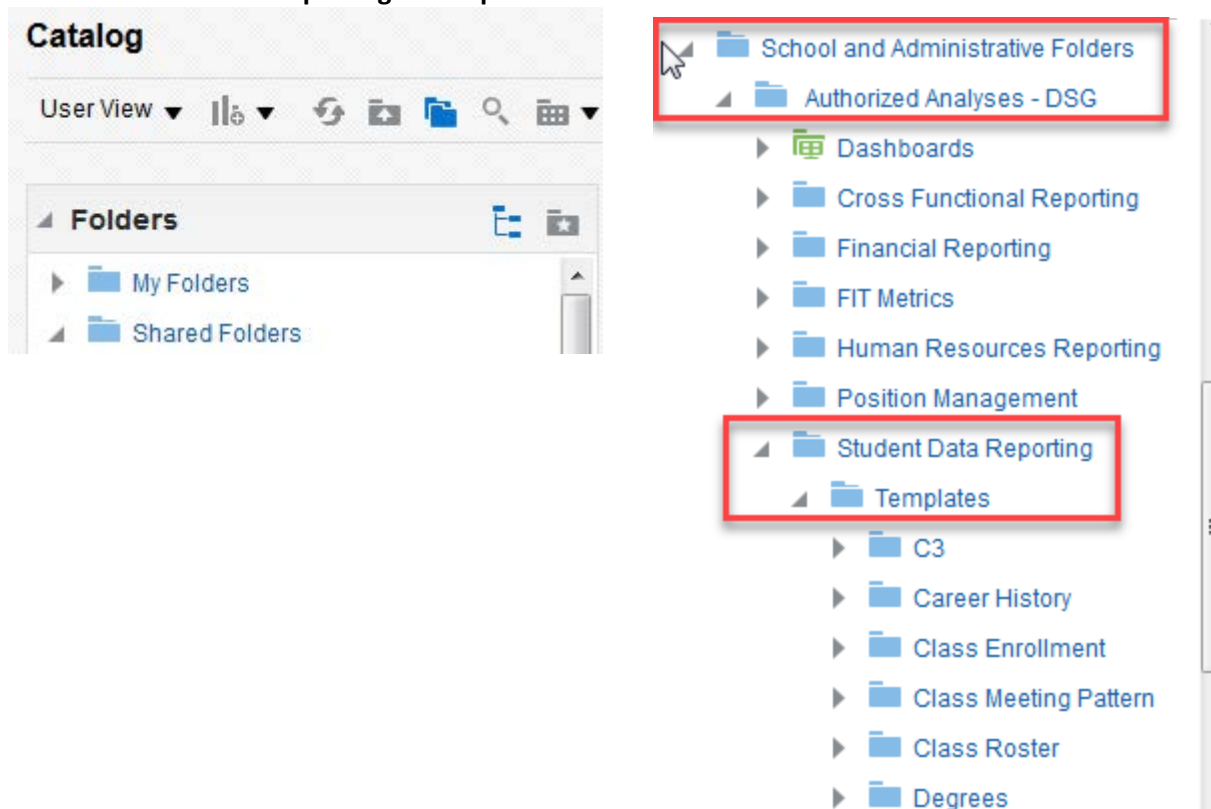 Catalog
User View
Folders
My Folders
Shared Folders
School and Administrative Folders
Authorized Analyses - DSG
Dashboards
Cross Functional Reporting
Financial Reporting
FIT Metrics
Human Resources Reporting
Position Management
Student Data Reporting
Templates
C3
Career History
Class Enrollment
Class Meeting Pattern
Class Roster
Degrees